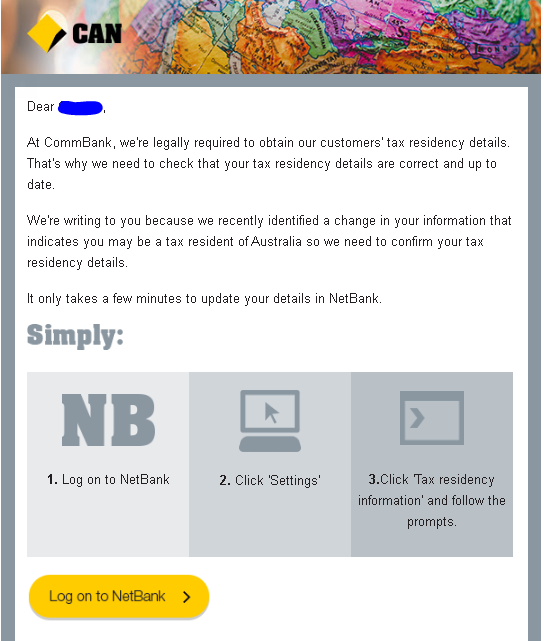 CAN
Dear ,
At CommBank, we're legally required to obtain our customers' tax residency details.
That's why we need to check that your tax residency details are correct and up to
date.
We're writing to you because we recently identified a change in your information that
indicates you may be a tax resident of Australia so we need to confirm your tax
residency details.
It only takes a few minutes to update your details in NetBank.
Simply:
NB
1. Log on to NetBank
2. Click 'Settings'
3.Click 'Tax residency
information' and follow the
prompts.
Log on to NetBank